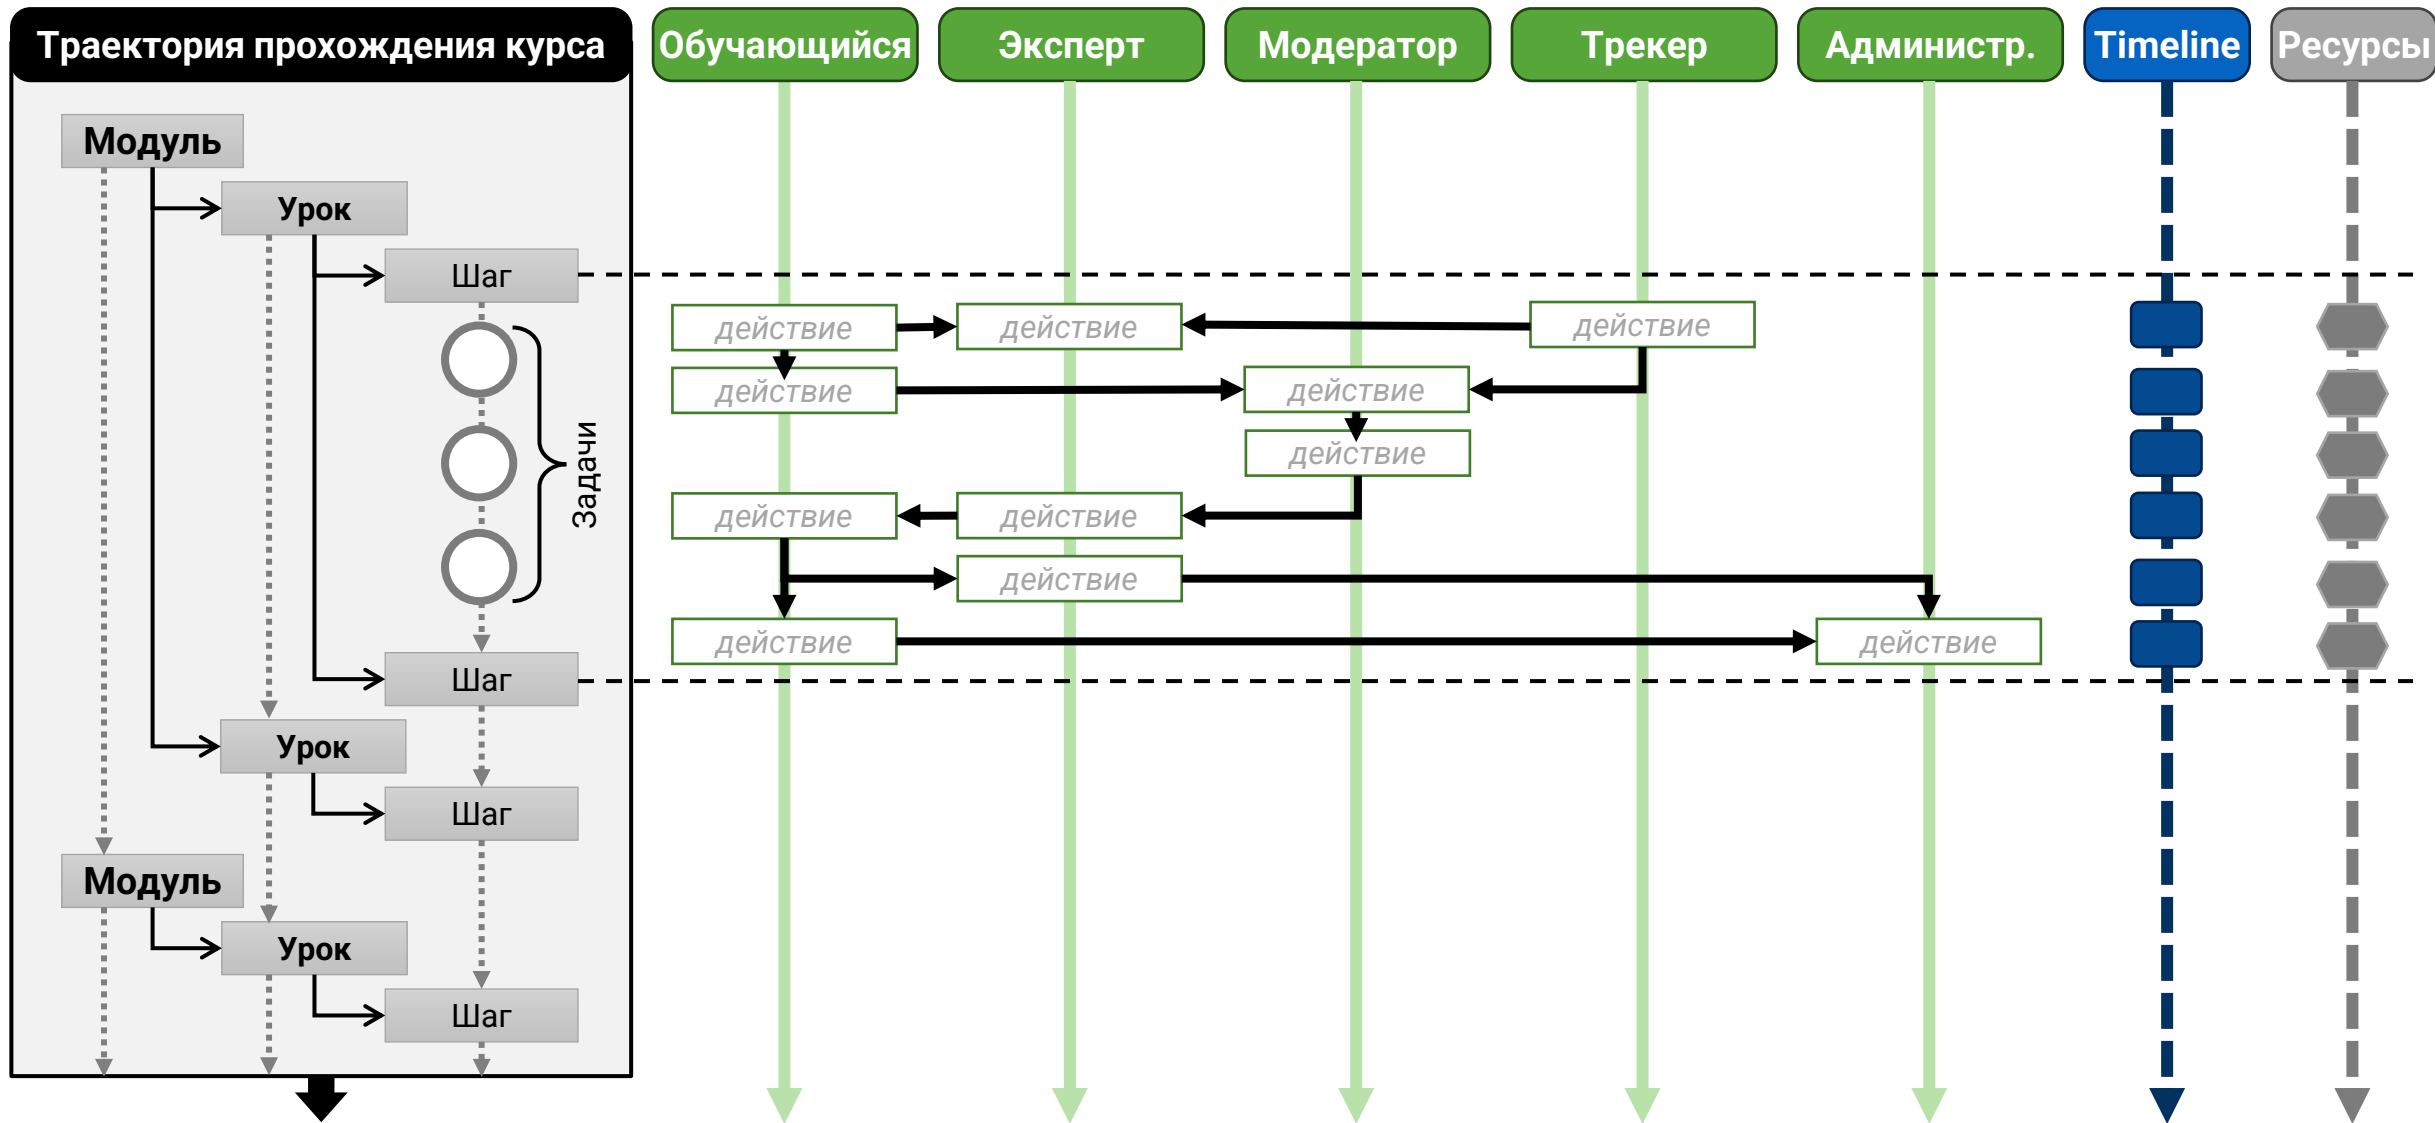 Траектория прохождения курса
Обучающийся
Эксперт
Модератор
Трекер
Администр.
Timeline
Ресурсы
Модуль
Урок
Шаг
действие
действие
действие
действие
действие
Задачи
действие
действие
действие
действие
действие
действие
Шаг
Урок
Шаг
Модуль
Урок
Шаг